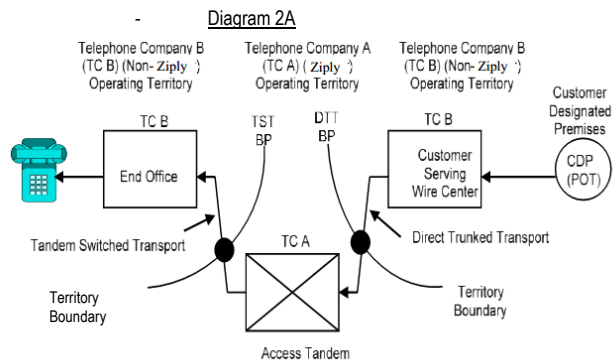 - Diagram 2A
Telephone Company B
(TC B) (Non- Ziply )
Operating Territory
Telephone Company A
(TC A) ( Ziply )
Operating Territory
Telephone Company B
(TC B) (Non- Ziply )
Operating Territory
Customer
Designated
Premises
TC B
TST
BP
DTT
BP
TC B
End Office
Customer
Serving
Wire Center
CDP
(POT)
Tandem Switched Transport
TC A
Direct Trunked Transport
Territory
Boundary
Territory
Boundary
Access Tandem